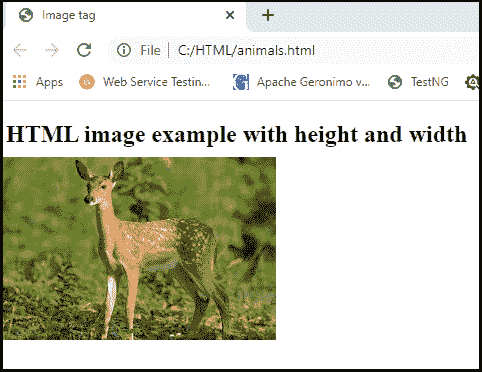 Image tag
File | C:/HTML/animals.html
Apps Web Service Testin... Apache Geronimo v... TestNG
HTML image example with height and width